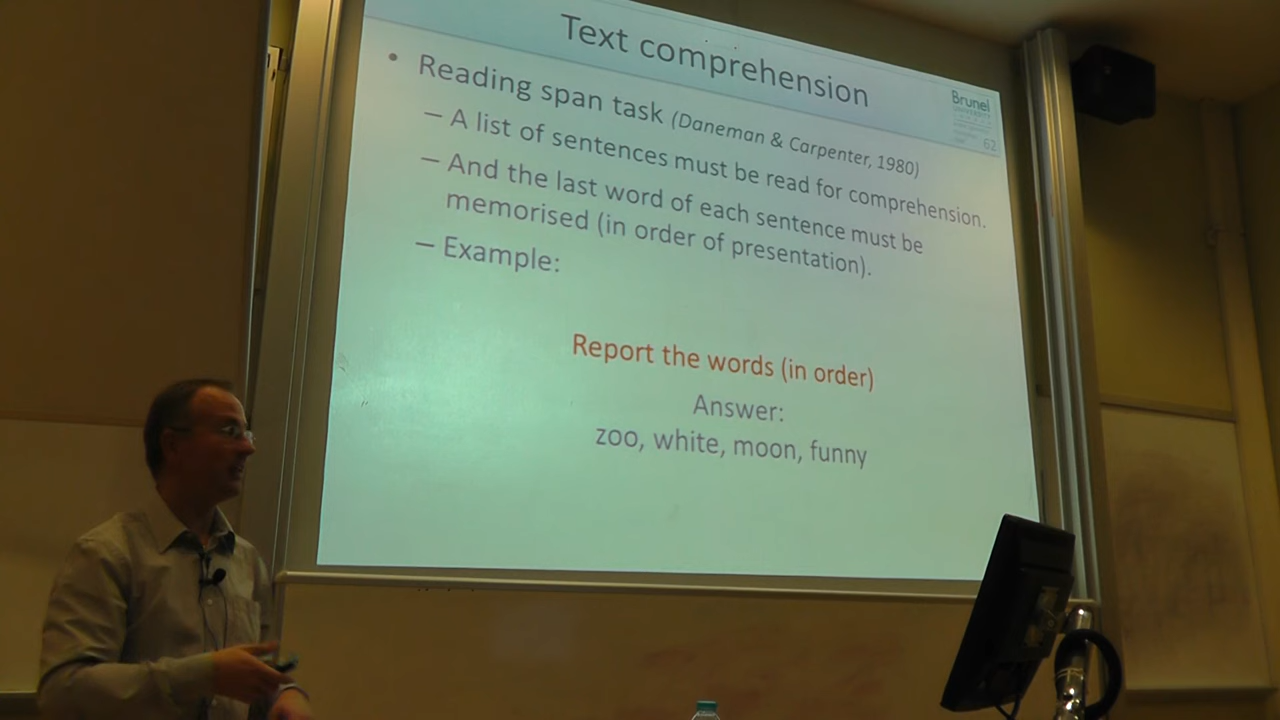 Text comprehension
• Reading span task (Daneman & Carpenter, 1980)
– A list of sentences must be read for comprehension.
– And the last word of each sentence must be
memorised (in order of presentation).
– Example:
Report the words (in order)
Answer:
zoo, white, moon, funny
Brunel
62